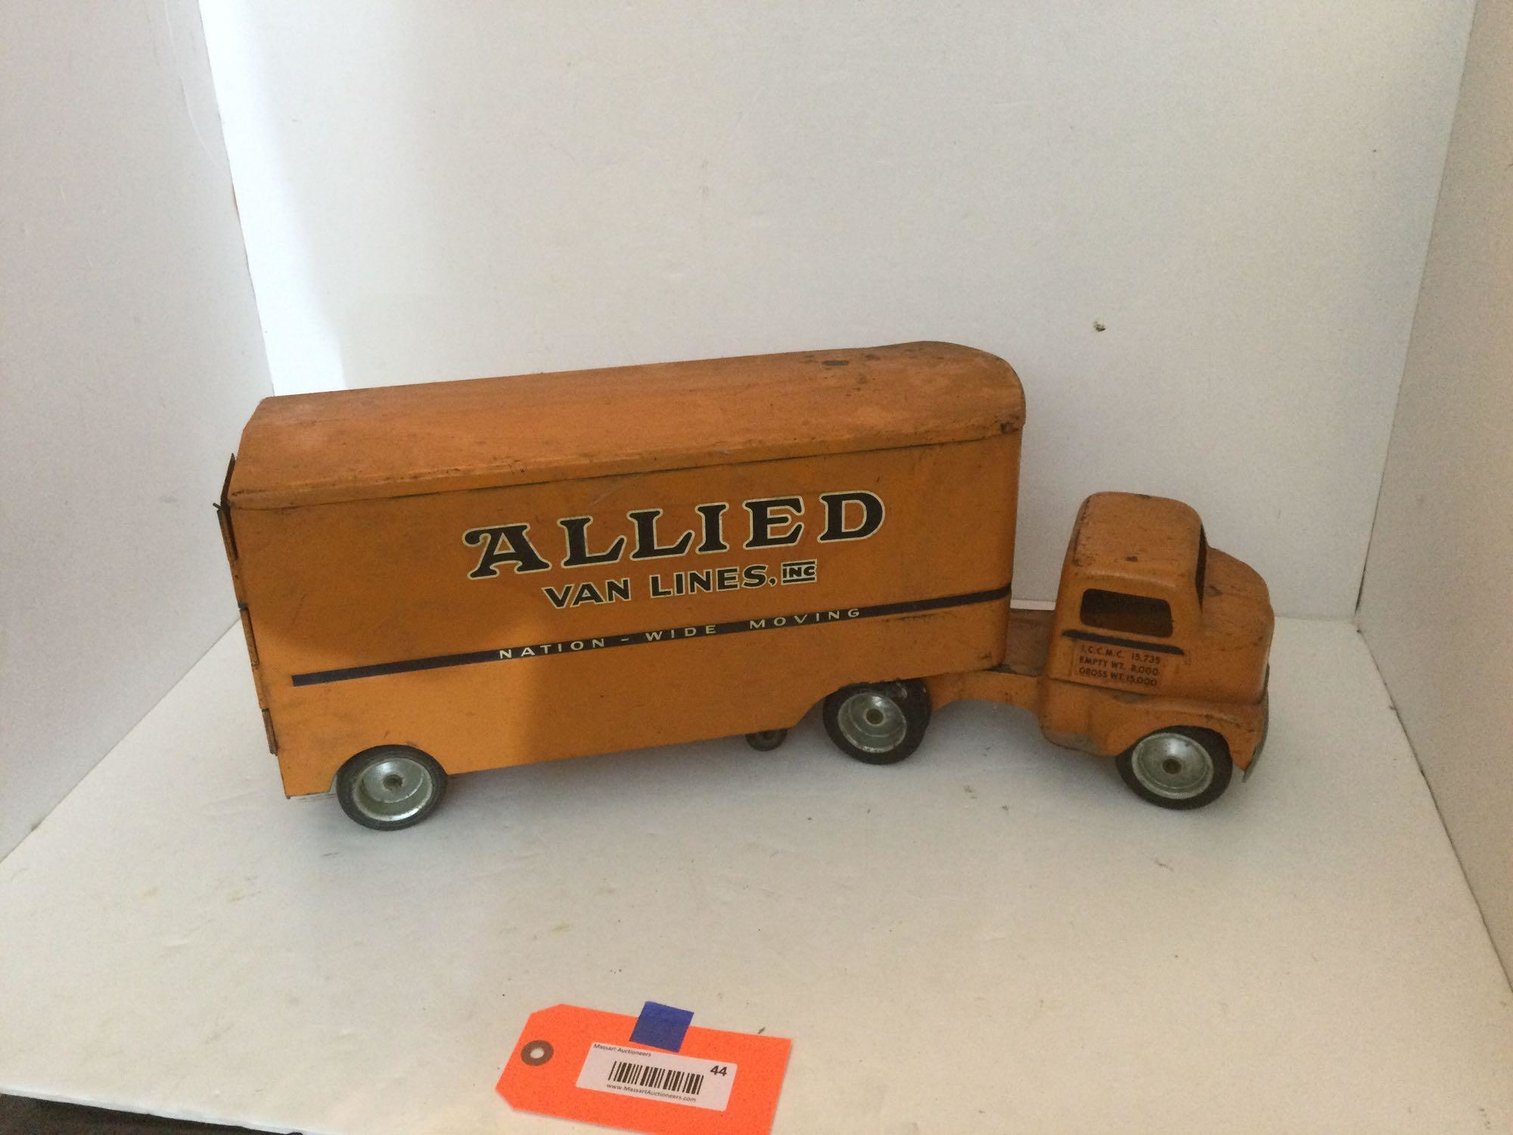 ALLIED
VAN LINES, INC
NATION - WIDE MOVING
I.C.C.M.C. 15,735
EMPTY WT. 8,000
GROSS WT. 15,000
Massart Auctioneers
44
www.MassartAuctioneers.com